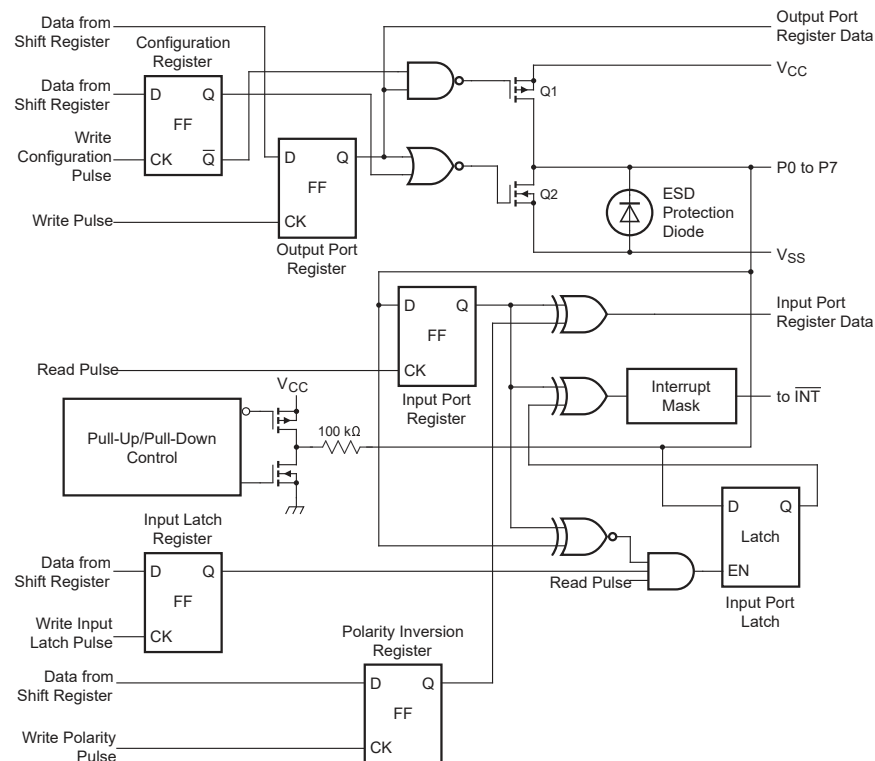 Data from
Shift Register
Configuration
Register
Data from
Shift Register
D
Q
FF
CK
Q̅
Write
Configuration
Pulse
Write Pulse
D
Q
FF
CK
Output Port
Register
Q1
Q2
Output Port
Register Data
VCC
P0 to P7
ESD
Protection
Diode
VSS
D
Q
FF
CK
Input Port
Register
Read Pulse
Input Port
Register Data
Interrupt
Mask
to I̅N̅T̅
VCC
Pull-Up/Pull-Down
Control
100 kΩ
D
Q
Latch
EN
Input Port
Latch
Read Pulse
Input Latch
Register
Data from
Shift Register
D
Q
FF
CK
Write Input
Latch Pulse
Polarity Inversion
Register
Data from
Shift Register
D
Q
FF
CK
Write Polarity
Pulse